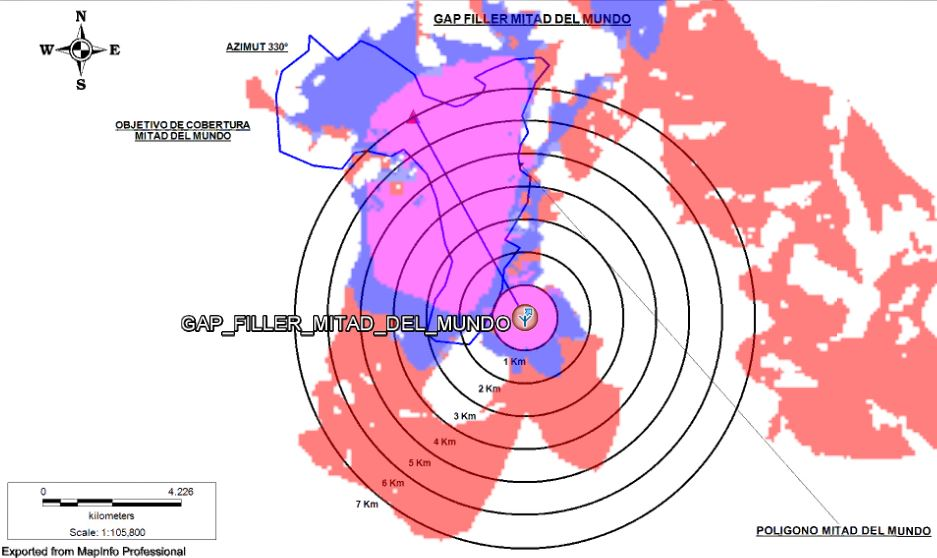 GAP FILLER MITAD DEL MUNDO
N
W E
S
AZIMUT 330º
OBJETIVO DE COBERTURA
MITAD DEL MUNDO
GAP_FILLER_MITAD_DEL_MUNDO
1 Km
2 Km
3 Km
4 Km
5 Km
6 Km
7 Km
0 4.226
kilometers
Scale: 1:105,800
Exported from MapInfo Professional
POLIGONO MITAD DEL MUNDO